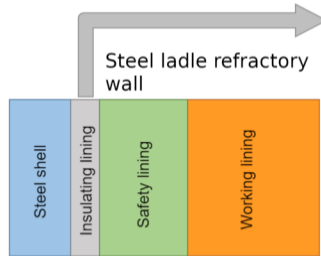 Steel ladle refractory
wall
Steel shell
Insulating lining
Safety lining
Working lining